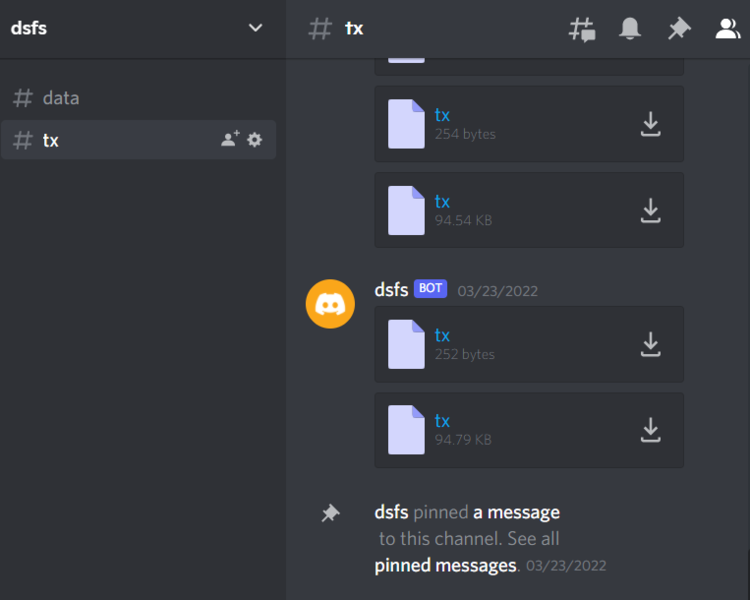 dsfs
# tx
# data
# tx
tx
254 bytes
tx
94.54 KB
dsfs BOT 03/23/2022
tx
252 bytes
tx
94.79 KB
dsfs pinned a message
to this channel. See all
pinned messages. 03/23/2022